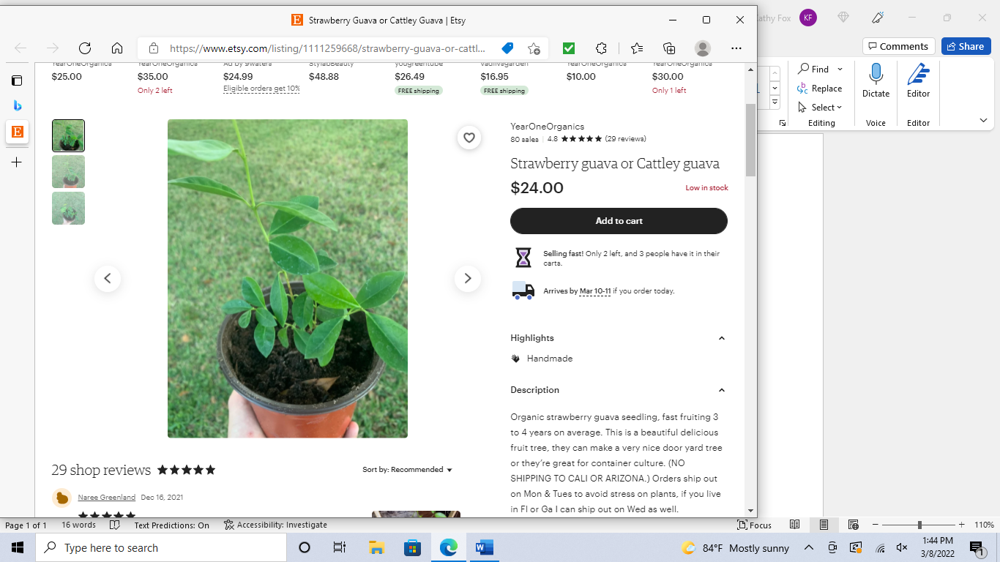 Strawberry Guava or Cattley Guava | Etsy
Kathy Fox
KF
https://www.etsy.com/listing/1111259668/strawberry-guava-or-cattl...
Comments
Share
YearOneOrganics
YearOneOrganics
Ad by swaters
StylabBeauty
yougreentube
Vadilvsgarden
YearOneOrganics
YearOneOrganics
$25.00
$35.00
$24.99
$48.88
$26.49
$16.95
$10.00
$30.00
Only 2 left
Eligible orders get 10%
FREE shipping
FREE shipping
Only 1 left
Find
Replace
Select
Editing
Dictate
Voice
Editor
Editor
YearOneOrganics
80 sales | 4.8 ★★★★★ (29 reviews)
Strawberry guava or Cattley guava
$24.00
Low in stock
Add to cart
Selling fast! Only 2 left, and 3 people have it in their
carts.
Arrives by Mar 10-11 if you order today.
Highlights
Handmade
Description
Organic strawberry guava seedling, fast fruiting 3
to 4 years on average. This is a beautiful delicious
fruit tree, they can make a very nice door yard tree
or they’re great for container culture. (NO
SHIPPING TO CALI OR ARIZONA.) Orders ship out
on Mon & Tues to avoid stress on plants, if you live
in Fl or Ga I can ship out on Wed as well.
29 shop reviews ★★★★★
Sort by: Recommended
Naree Greenland Dec 16, 2021
Page 1 of 1
16 words
Text Predictions: On
Accessibility: Investigate
Focus
110%
Type here to search
84°F Mostly sunny
1:44 PM
3/8/2022
1